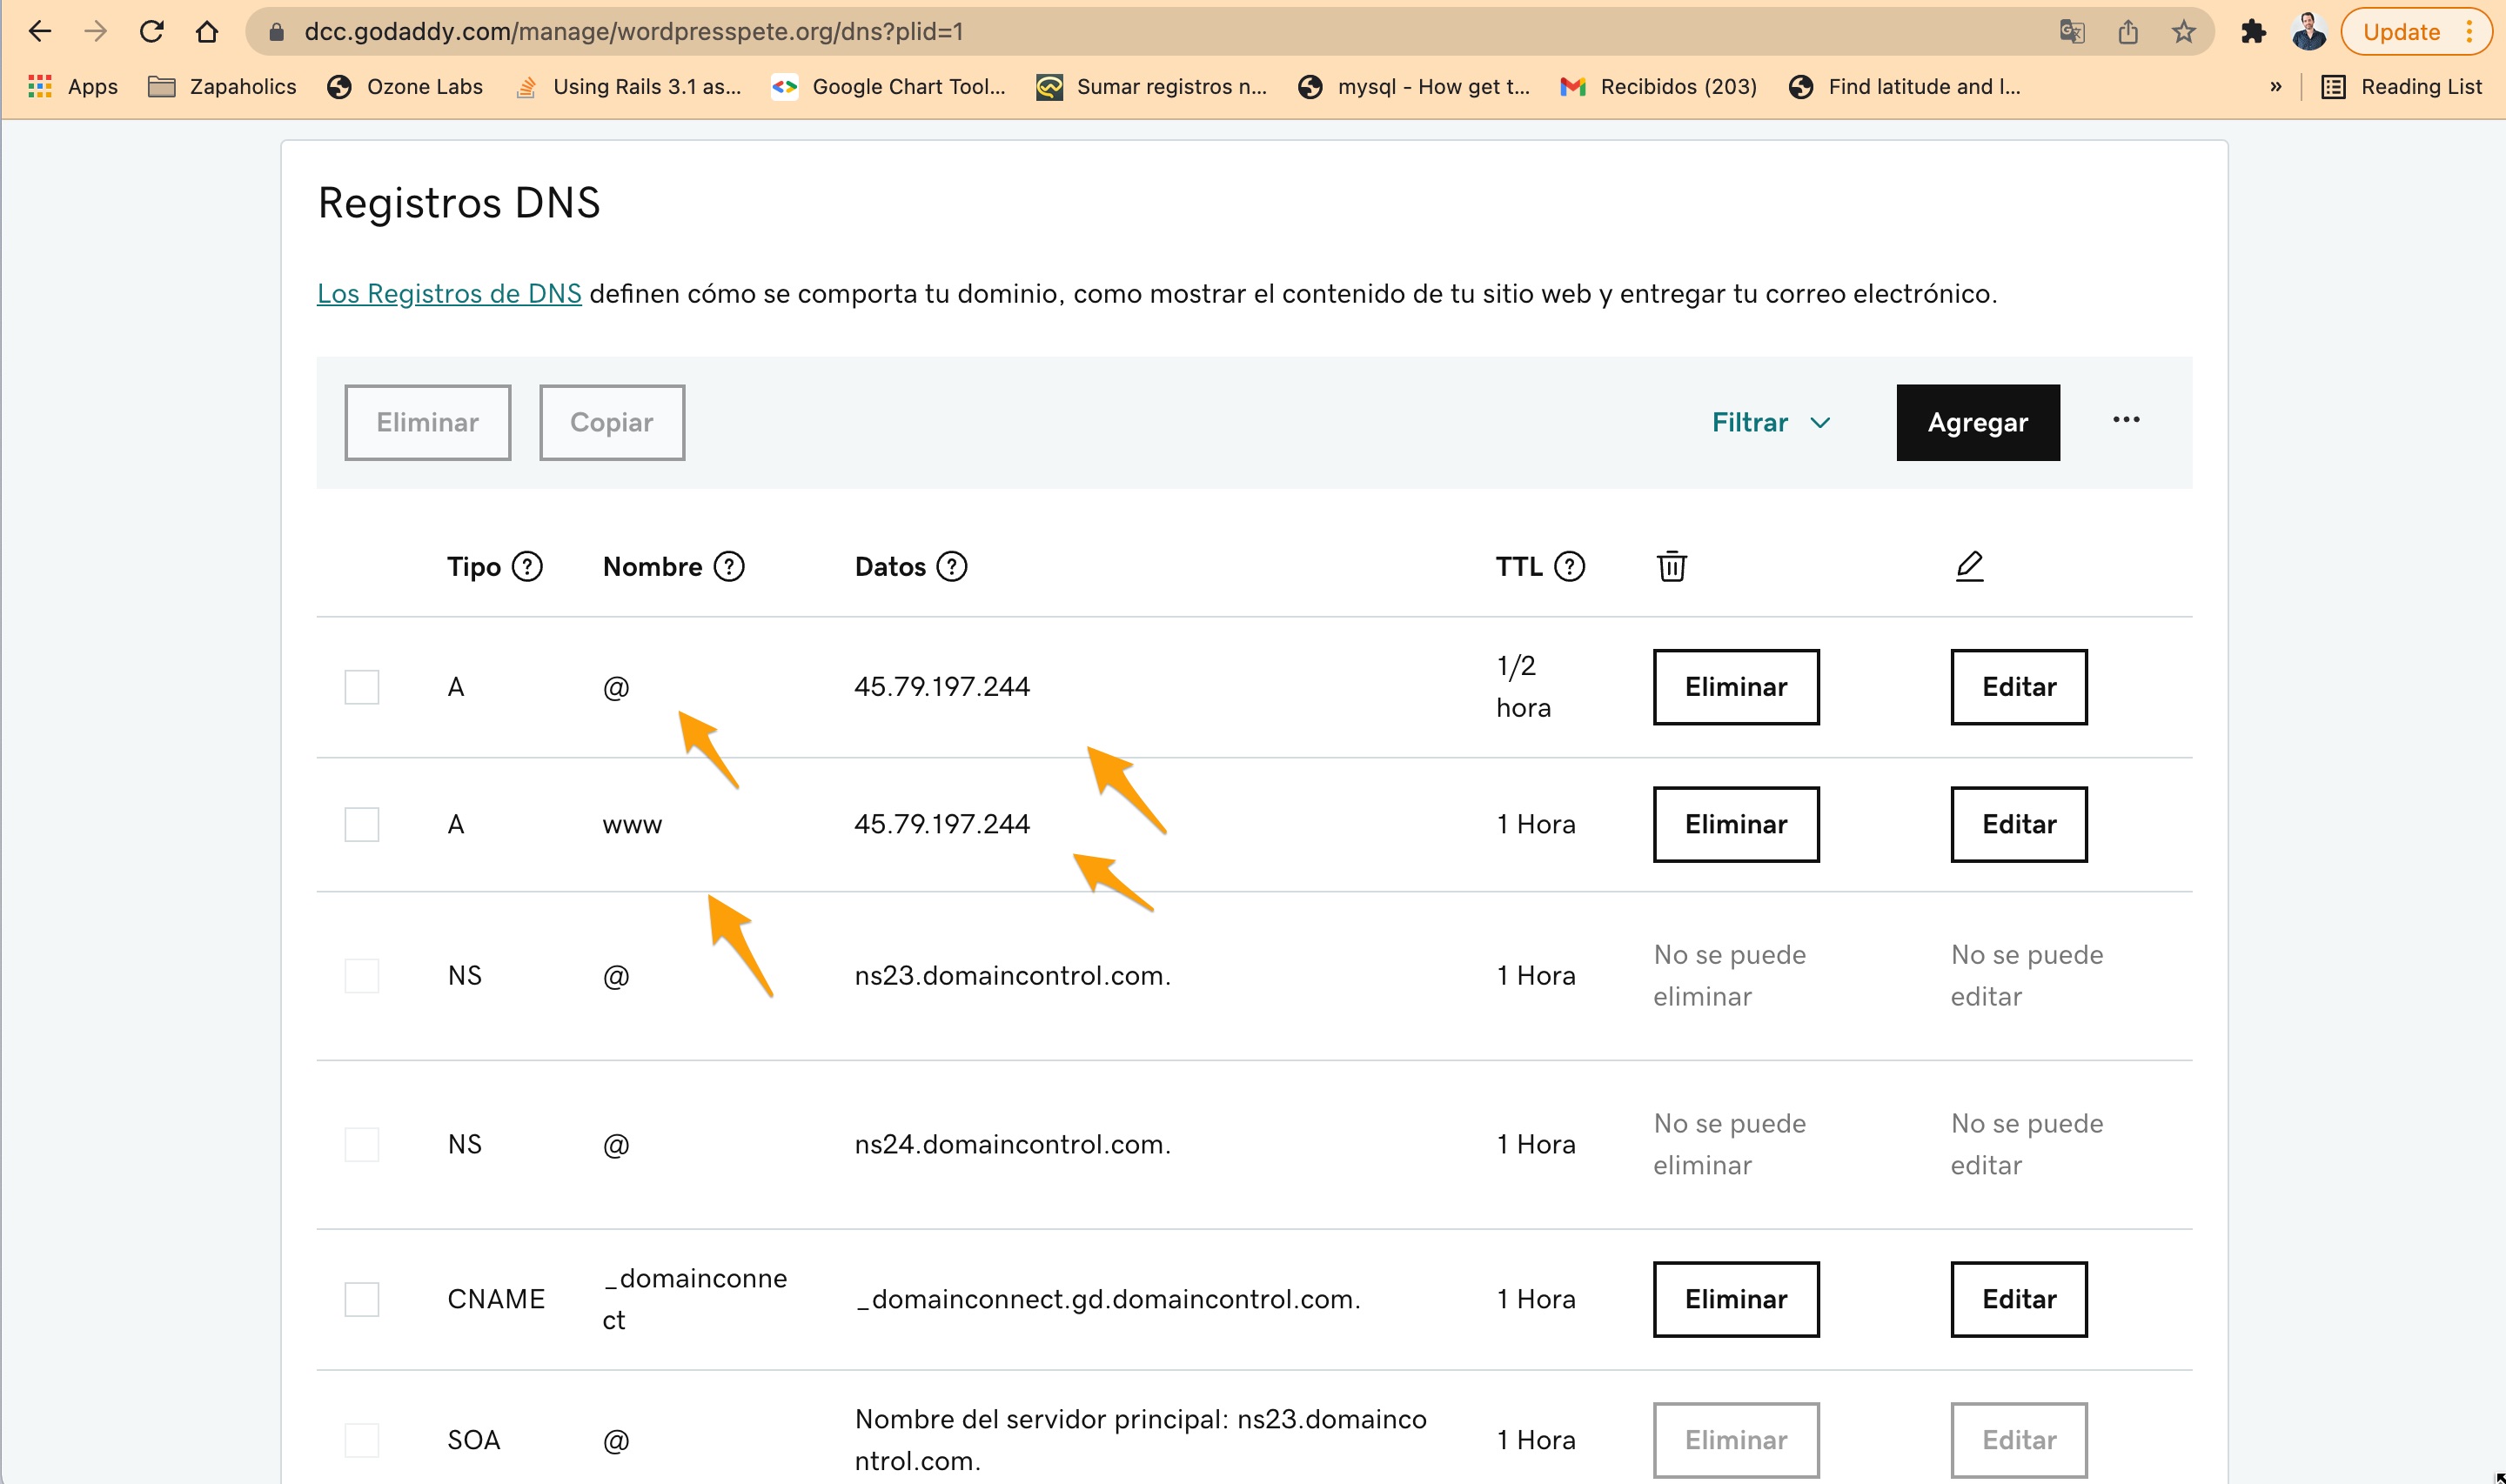 dcc.godaddy.com/manage/wordpresspete.org/dns?plid=1
Update
Apps Zapaholics Ozone Labs Using Rails 3.1 as... Google Chart Tool... Sumar registros n... mysql - How get t... Recibidos (203) Find latitude and l... » Reading List
Registros DNS
Los Registros de DNS definen cómo se comporta tu dominio, como mostrar el contenido de tu sitio web y entregar tu correo electrónico.
Eliminar Copiar Filtrar Agregar ...
Tipo ? Nombre ? Datos ? TTL ?
A @ 45.79.197.244 1/2
hora Eliminar Editar
A www 45.79.197.244 1 Hora Eliminar Editar
NS @ ns23.domaincontrol.com. 1 Hora No se puede
eliminar No se puede
editar
NS @ ns24.domaincontrol.com. 1 Hora No se puede
eliminar No se puede
editar
CNAME _domainconne
ct _domainconnect.gd.domaincontrol.com. 1 Hora Eliminar Editar
SOA @ Nombre del servidor principal: ns23.domainco
ntrol.com. 1 Hora Eliminar Editar